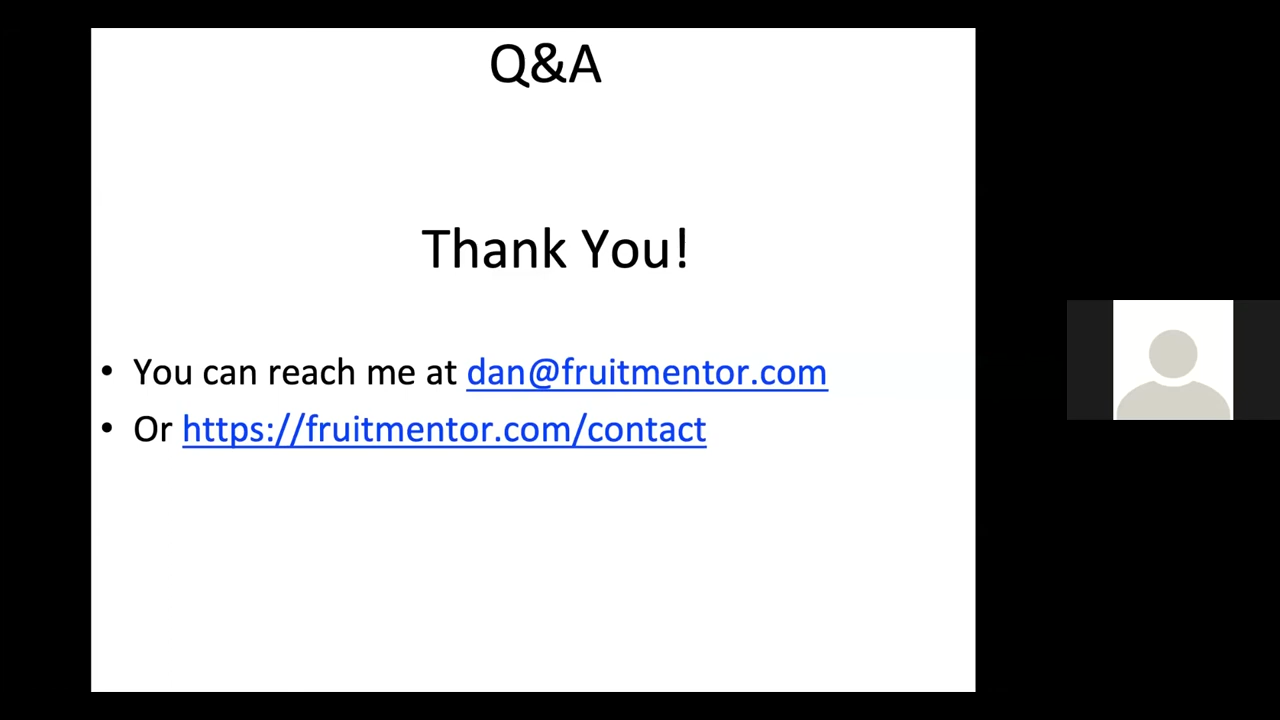 Q&A
Thank You!
• You can reach me at dan@fruitmentor.com
• Or https://fruitmentor.com/contact